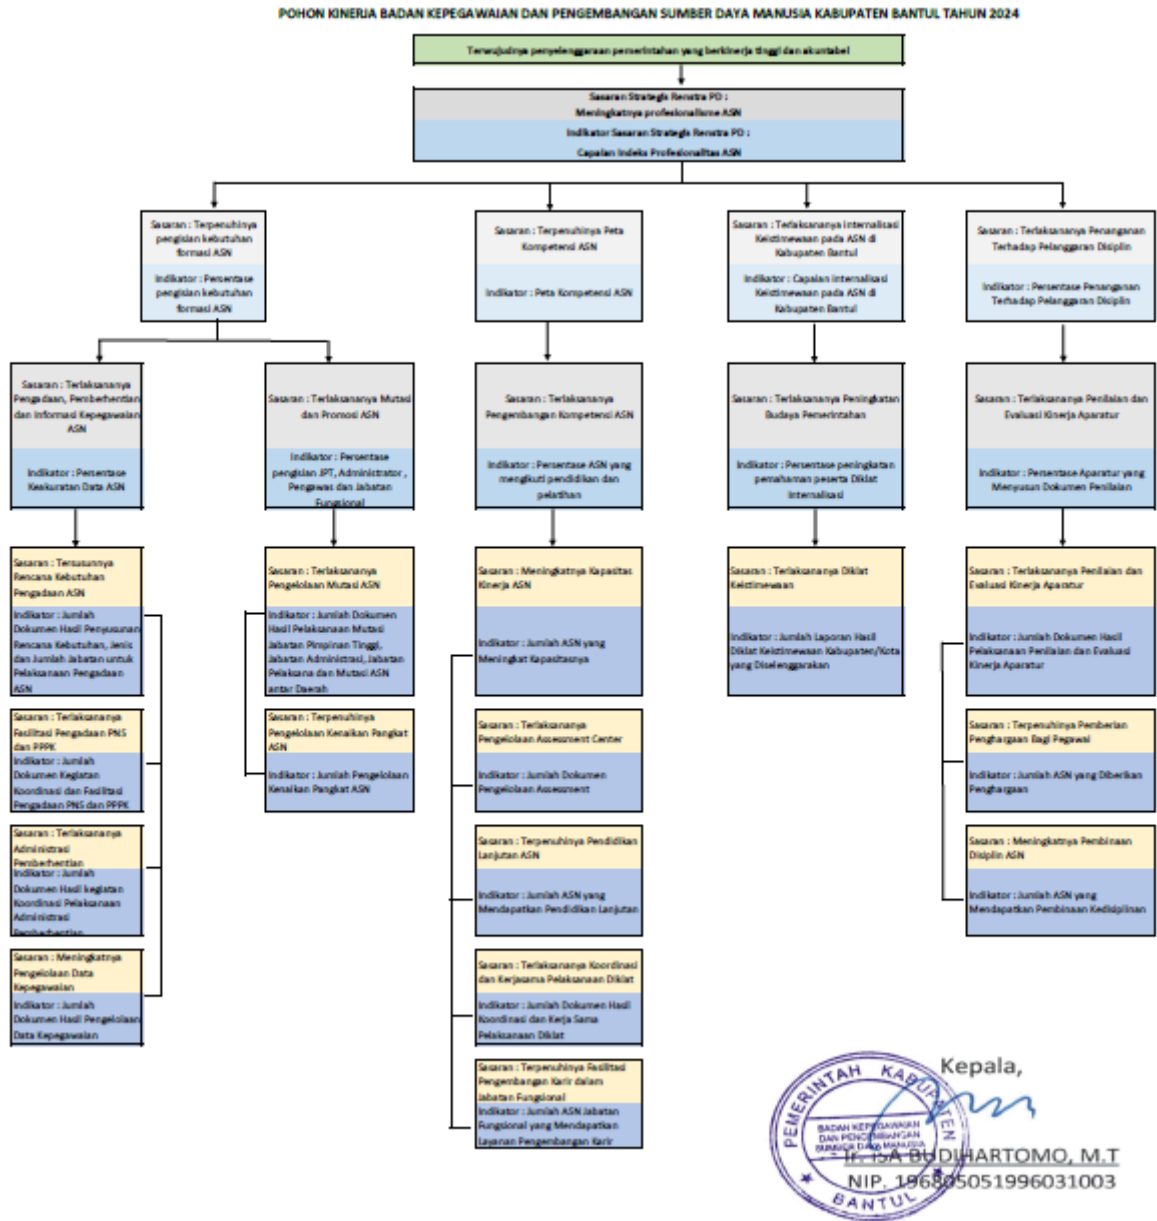 POHON KINERJA BADAN KEPEGAWAIAN DAN PENGEMBANGAN SUMBER DAYA MANUSIA KABUPATEN BANTUL TAHUN 2024
Terwujudnya penyelenggaraan pemerintahan yang berkinerja tinggi dan akuntabel
Sasaran Strategis Renstra PD :
Meningkatnya profesionalisme ASN
Indikator Sasaran Strategis Renstra PD :
Capaian Indeks Profesionalitas ASN
Sasaran : Terpenuhinya
pengisian kebutuhan
formasi ASN
Indikator : Persentase
pengisian kebutuhan
formasi ASN
Sasaran : Terpenuhinya Peta
Kompetensi ASN
Indikator : Peta Kompetensi ASN
Sasaran : Terlaksananya internalisasi
Keistimewaan pada ASN di
Kabupaten Bantul
Indikator : Capaian Internalisasi
Keistimewaan pada ASN di
Kabupaten Bantul
Sasaran : Terlaksananya Penanganan
Terhadap Pelanggaran Disiplin
Indikator : Persentase Penanganan
Terhadap Pelanggaran Disiplin
Sasaran : Terlaksananya
Pengadaan, Pemberhentian
dan Informasi Kepegawaian
ASN
Indikator : Persentase
Keakuratan Data ASN
Sasaran : Terlaksananya Mutasi
dan Promosi ASN
Indikator : Persentase
pengisian JPT, Administrator ,
Pengawas dan Jabatan
Fungsional
Sasaran : Terlaksananya
Pengembangan Kompetensi ASN
Indikator : Persentase ASN yang
mengikuti pendidikan dan
pelatihan
Sasaran : Terlaksananya Peningkatan
Budaya Pemerintahan
Indikator : Persentase peningkatan
pemahaman peserta Diklat
Internalisasi
Sasaran : Terlaksananya Penilaian dan
Evaluasi Kinerja Aparatur
Indikator : Persentase Aparatur yang
Menyusun Dokumen Penilaian
Sasaran : Tersusunnya
Rencana Kebutuhan
Pengadaan ASN
Indikator : Jumlah
Dokumen Hasil Penyusunan
Rencana Kebutuhan, Jenis
dan Jumlah Jabatan untuk
Pelaksanaan Pengadaan
ASN
Sasaran : Terlaksananya
Fasilitasi Pengadaan PNS
dan PPPK
Indikator : Jumlah
Dokumen Kegiatan
Koordinasi dan Fasilitasi
Pengadaan PNS dan PPPK
Sasaran : Terlaksananya
Administrasi
Pemberhentian
Indikator : Jumlah
Dokumen Hasil kegiatan
Koordinasi Pelaksanaan
Administrasi
Pemberhentian
Sasaran : Meningkatnya
Pengelolaan Data
Kepegawaian
Indikator : Jumlah
Dokumen Hasil Pengelolaan
Data Kepegawaian
Sasaran : Terlaksananya
Pengelolaan Mutasi ASN
Indikator : Jumlah Dokumen
Hasil Pelaksanaan Mutasi
Jabatan Pimpinan Tinggi,
Jabatan Administrasi, Jabatan
Pelaksana dan Mutasi ASN
antar Daerah
Sasaran : Terpenuhinya
Pengelolaan Kenaikan Pangkat
ASN
Indikator : Jumlah Pengelolaan
Kenaikan Pangkat ASN
Sasaran : Meningkatnya Kapasitas
Kinerja ASN
Indikator : Jumlah ASN yang
Meningkat Kapasitasnya
Sasaran : Terlaksananya
Pengelolaan Assessment Center
Indikator : Jumlah Dokumen
Pengelolaan Assessment
Sasaran : Terpenuhinya Pendidikan
Lanjutan ASN
Indikator : Jumlah ASN yang
Mendapatkan Pendidikan Lanjutan
Sasaran : Terlaksananya Koordinasi
dan Kerjasama Pelaksanaan Diklat
Indikator : Jumlah Dokumen Hasil
Koordinasi dan Kerja Sama
Pelaksanaan Diklat
Sasaran : Terpenuhinya Fasilitasi
Pengembangan Karir dalam
Jabatan Fungsional
Indikator : Jumlah ASN Jabatan
Fungsional yang Mendapatkan
Layanan Pengembangan Karir
Sasaran : Terlaksananya Diklat
Keistimewaan
Indikator : Jumlah Laporan Hasil
Diklat Keistimewaan Kabupaten/Kota
yang Diselenggarakan
Sasaran : Terlaksananya Penilaian dan
Evaluasi Kinerja Aparatur
Indikator : Jumlah Dokumen Hasil
Pelaksanaan Penilaian dan Evaluasi
Kinerja Aparatur
Sasaran : Terpenuhinya Pemberian
Penghargaan Bagi Pegawai
Indikator : Jumlah ASN yang Diberikan
Penghargaan
Sasaran : Meningkatnya Pembinaan
Disiplin ASN
Indikator : Jumlah ASN yang
Mendapatkan Pembinaan Kedisiplinan
Kepala,
PEMERINTAH KABUPATEN
BADAN KEPEGAWAIAN
DAN PENGEMBANGAN
SUMBER DAYA MANUSIA
BANTUL
Ir. ISA BUDIHARTOMO, M.T
NIP. 196805051996031003